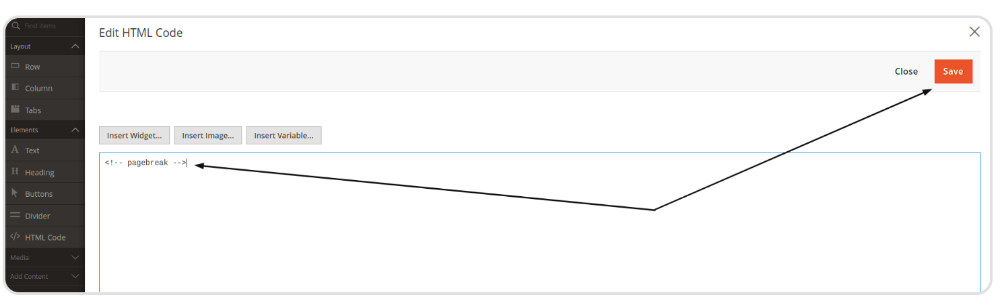 Find items
Edit HTML Code
Layout
Row
Column
Tabs
Elements
Text
Heading
Buttons
Divider
HTML Code
Media
Add Content
Close
Save
Insert Widget...
Insert Image...
Insert Variable...
<!-- pagebreak -->